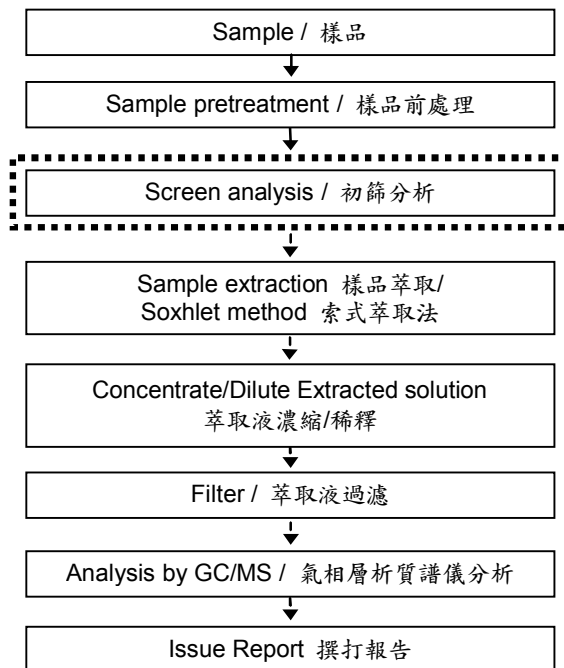 Sample / 樣品
Sample pretreatment / 樣品前處理
Screen analysis / 初篩分析
Sample extraction 樣品萃取/
Soxhlet method 索式萃取法
Concentrate/Dilute Extracted solution
萃取液濃縮/稀釋
Filter / 萃取液過濾
Analysis by GC/MS / 氣相層析質譜儀分析
Issue Report 撰打報告